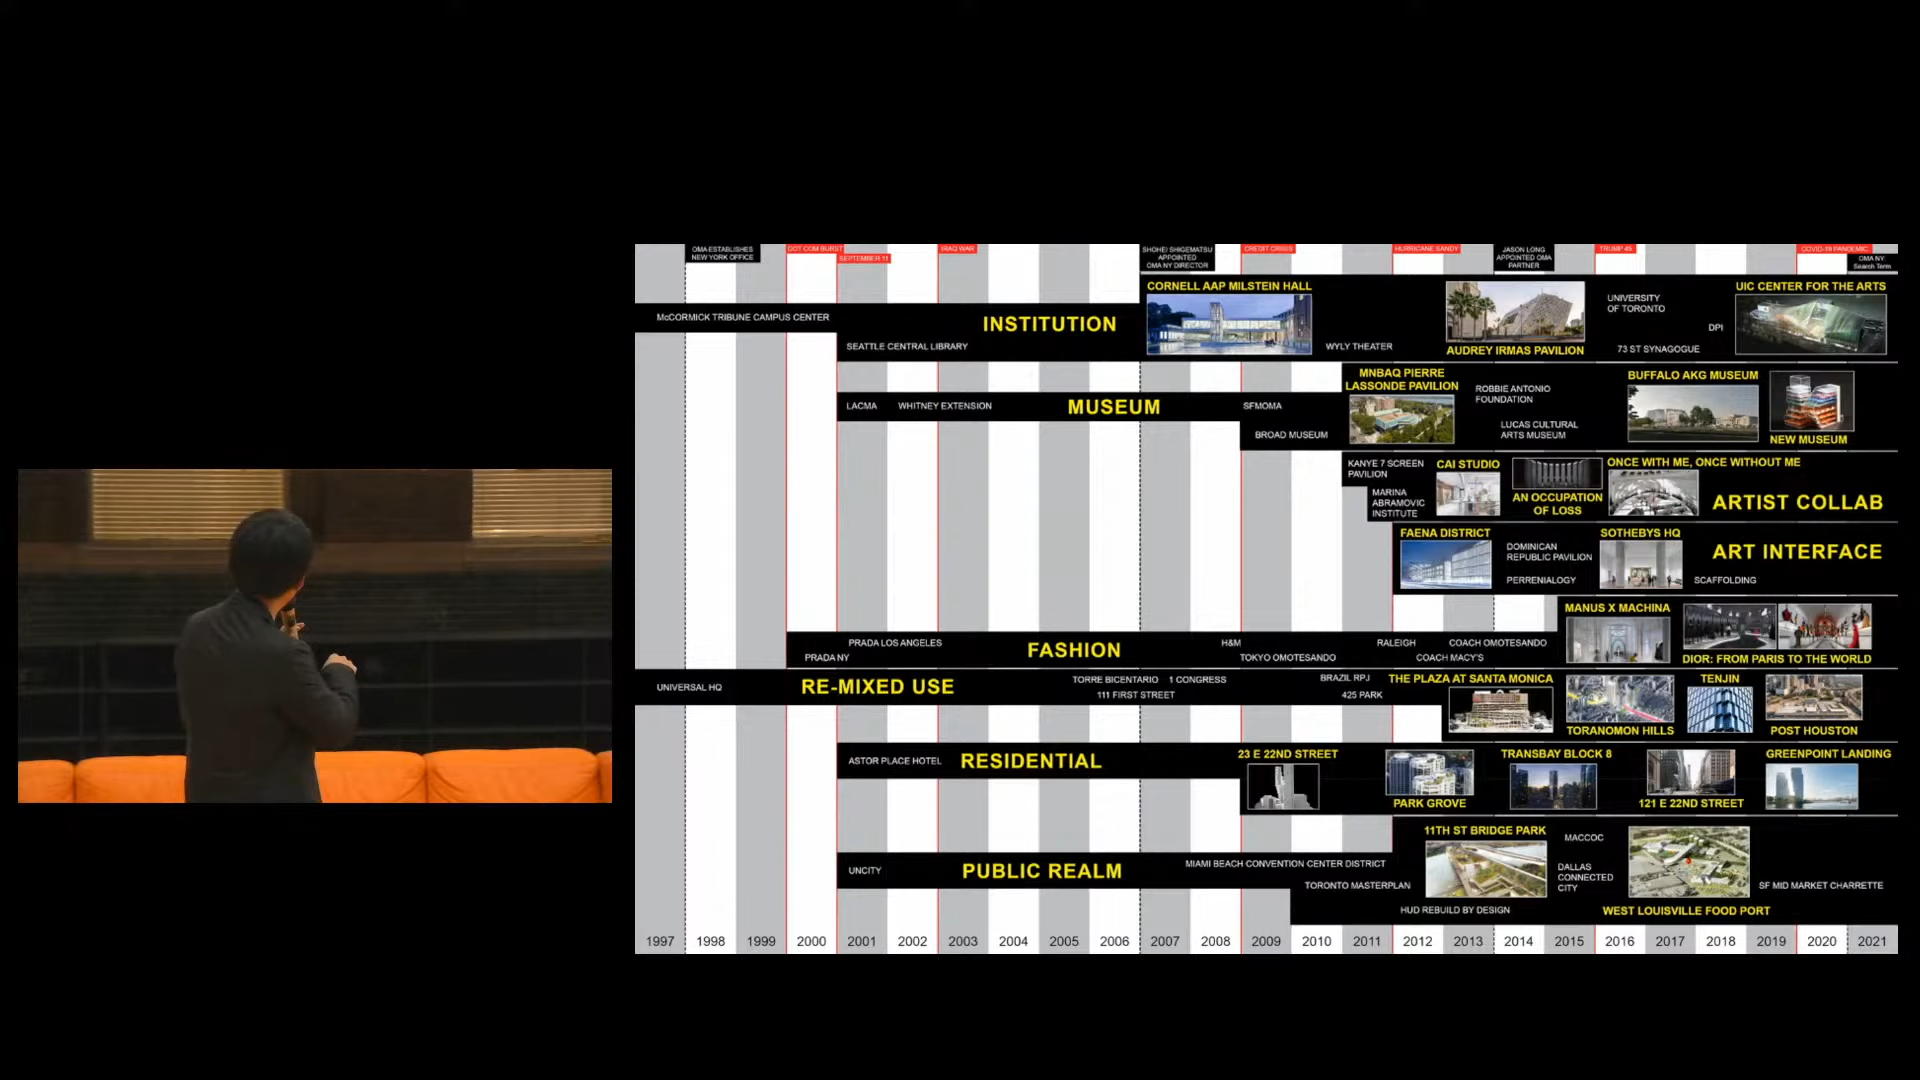 OMA ESTABLISHES
NEW YORK OFFICE
DOT COM BURST
SEPTEMBER 11
IRAQ WAR
SHOHEI SHIGEMATSU
APPOINTED
OMA NY DIRECTOR
CREDIT CRISIS
HURRICANE SANDY
JASON LONG
APPOINTED OMA
PARTNER
TRUMP 45
COVID-19 PANDEMIC
OMA NY:
Search Term
McCORMICK TRIBUNE CAMPUS CENTER
SEATTLE CENTRAL LIBRARY
INSTITUTION
CORNELL AAP MILSTEIN HALL
WYLY THEATER
AUDREY IRMAS PAVILION
UNIVERSITY
OF TORONTO
DPI
73 ST SYNAGOGUE
UIC CENTER FOR THE ARTS
LACMA
WHITNEY EXTENSION
MUSEUM
SFMOMA
BROAD MUSEUM
MNBAQ PIERRE
LASSONDE PAVILION
ROBBIE ANTONIO
FOUNDATION
LUCAS CULTURAL
ARTS MUSEUM
BUFFALO AKG MUSEUM
NEW MUSEUM
KANYE 7 SCREEN
PAVILION
MARINA
ABRAMOVIC
INSTITUTE
CAI STUDIO
AN OCCUPATION
OF LOSS
ONCE WITH ME, ONCE WITHOUT ME
ARTIST COLLAB
FAENA DISTRICT
DOMINICAN
REPUBLIC PAVILION
PERRENIALOGY
SOTHEBYS HQ
SCAFFOLDING
ART INTERFACE
PRADA LOS ANGELES
PRADA NY
FASHION
H&M
TOKYO OMOTESANDO
RALEIGH
COACH OMOTESANDO
COACH MACY'S
MANUS X MACHINA
DIOR: FROM PARIS TO THE WORLD
UNIVERSAL HQ
RE-MIXED USE
TORRE BICENTARIO
1 CONGRESS
111 FIRST STREET
BRAZIL RPJ
425 PARK
THE PLAZA AT SANTA MONICA
TORANOMON HILLS
TENJIN
POST HOUSTON
ASTOR PLACE HOTEL
RESIDENTIAL
23 E 22ND STREET
PARK GROVE
TRANSBAY BLOCK 8
121 E 22ND STREET
GREENPOINT LANDING
UNCITY
PUBLIC REALM
MIAMI BEACH CONVENTION CENTER DISTRICT
TORONTO MASTERPLAN
HUD REBUILD BY DESIGN
11TH ST BRIDGE PARK
MACCOC
DALLAS
CONNECTED
CITY
WEST LOUISVILLE FOOD PORT
SF MID MARKET CHARRETTE
1997 1998 1999 2000 2001 2002 2003 2004 2005 2006 2007 2008 2009 2010 2011 2012 2013 2014 2015 2016 2017 2018 2019 2020 2021